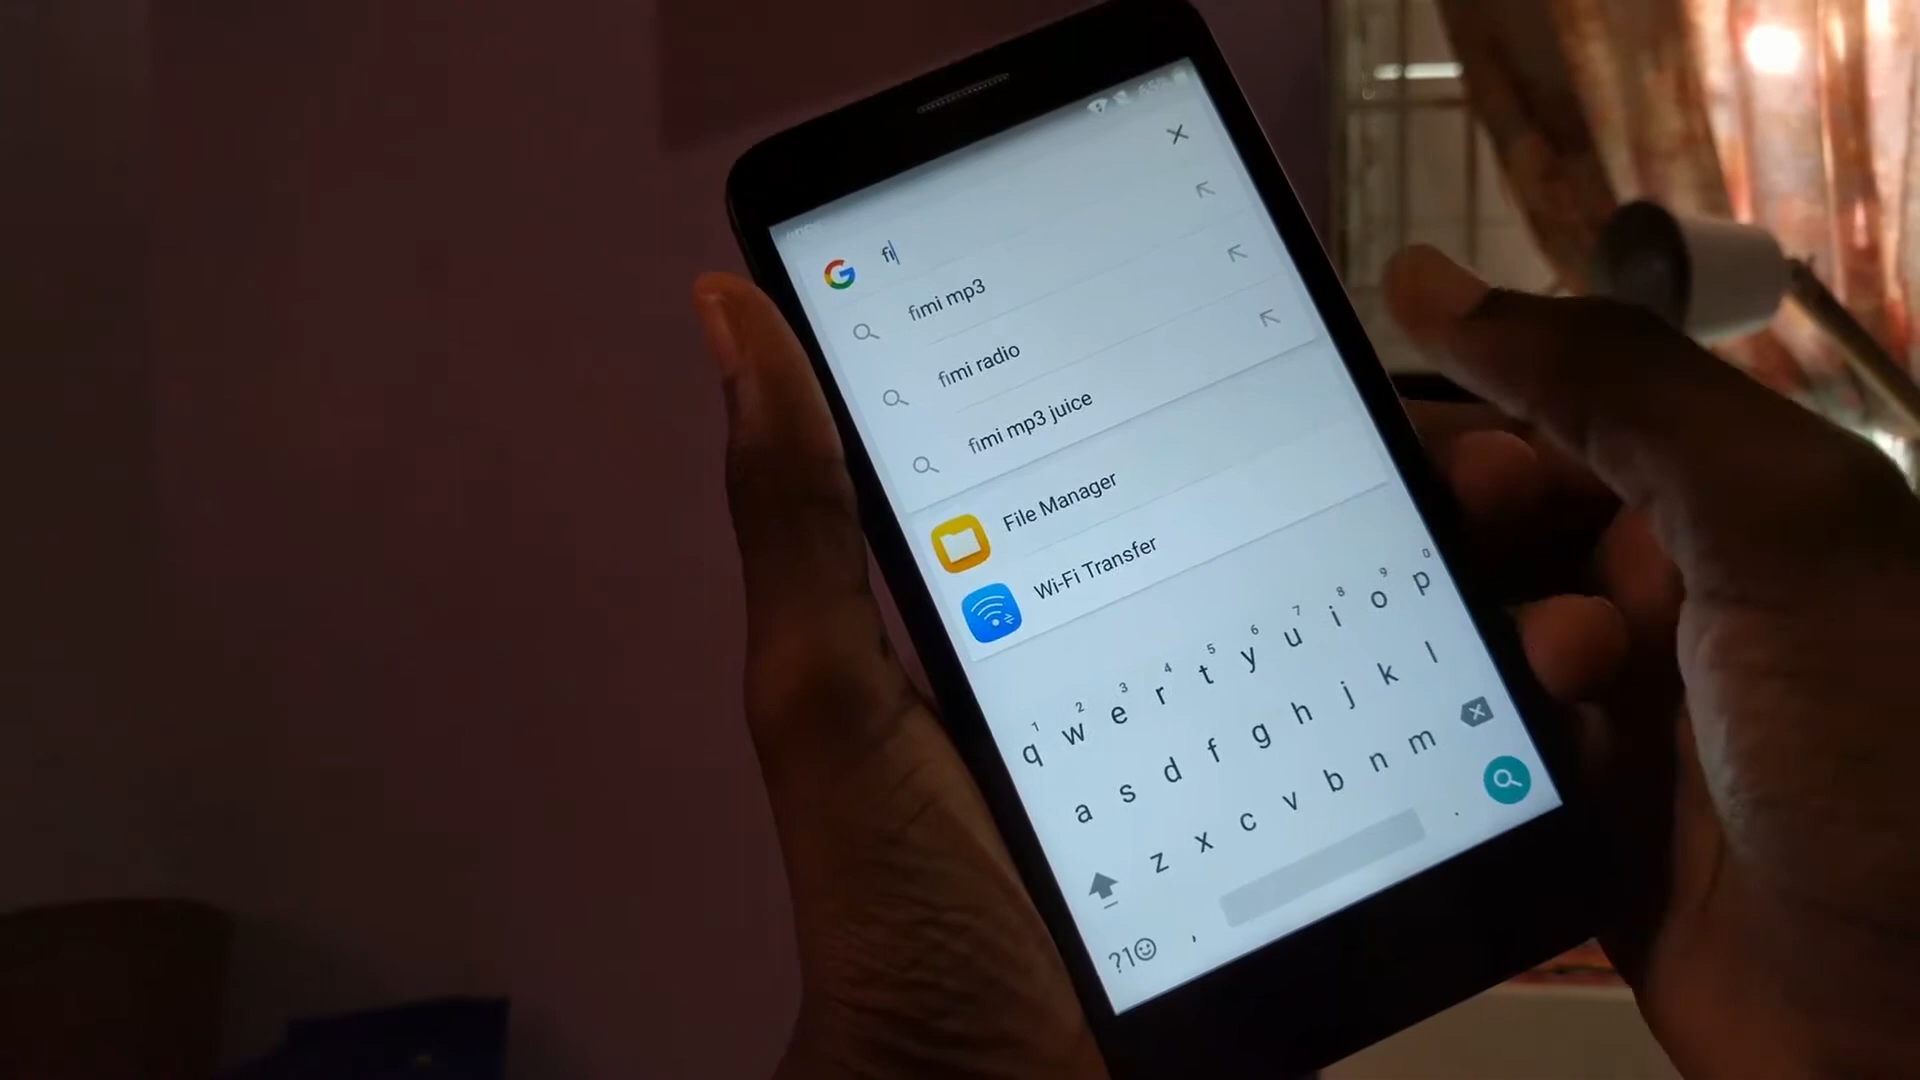 fi
fimi mp3
fimi radio
fimi mp3 juice
File Manager
Wi-Fi Transfer
1 2 3 4 5 6 7 8 9 0
q w e r t y u i o p
a s d f g h j k l
z x c v b n m
?1☺ , .